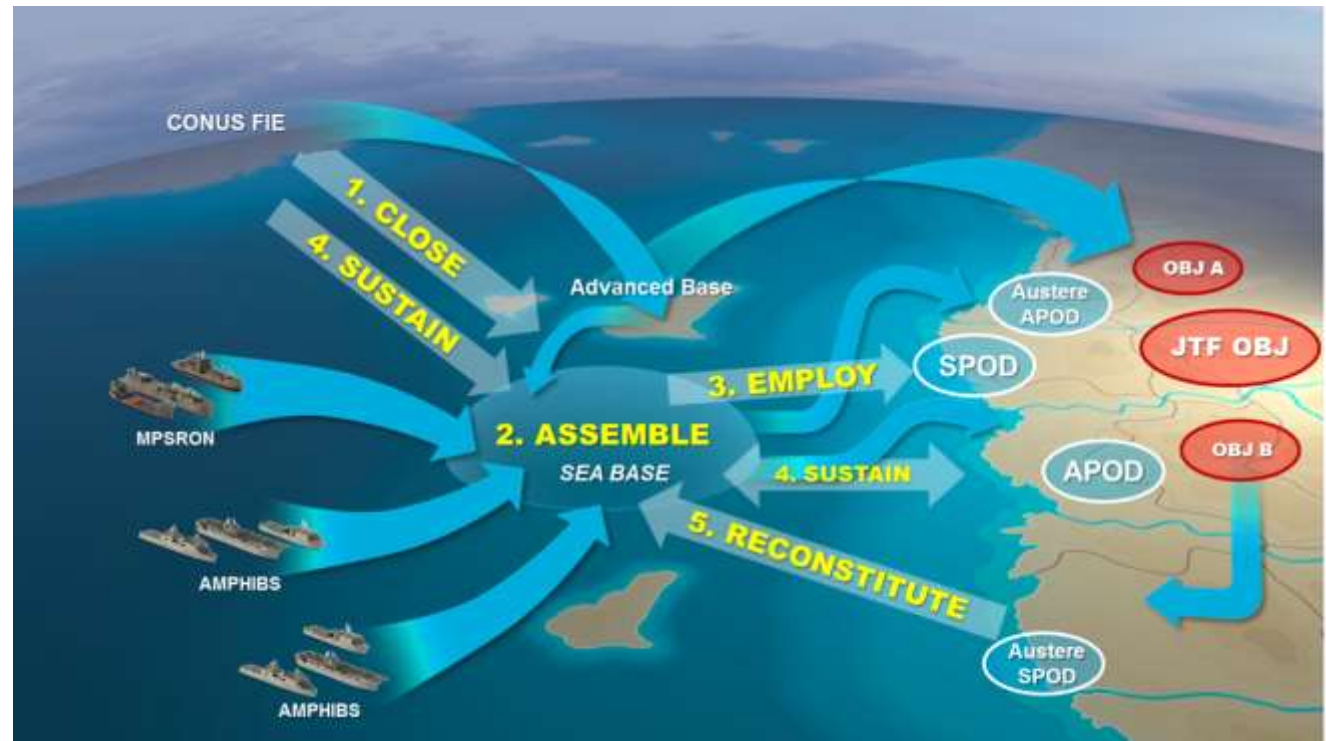 CONUS FIE
1. CLOSE
4. SUSTAIN
Advanced Base
OBJ A
Austere
APOD
JTF OBJ
SPOD
3. EMPLOY
MPSRON
2. ASSEMBLE
SEA BASE
4. SUSTAIN
APOD
OBJ B
5. RECONSTITUTE
AMPHIBS
Austere
SPOD
AMPHIBS